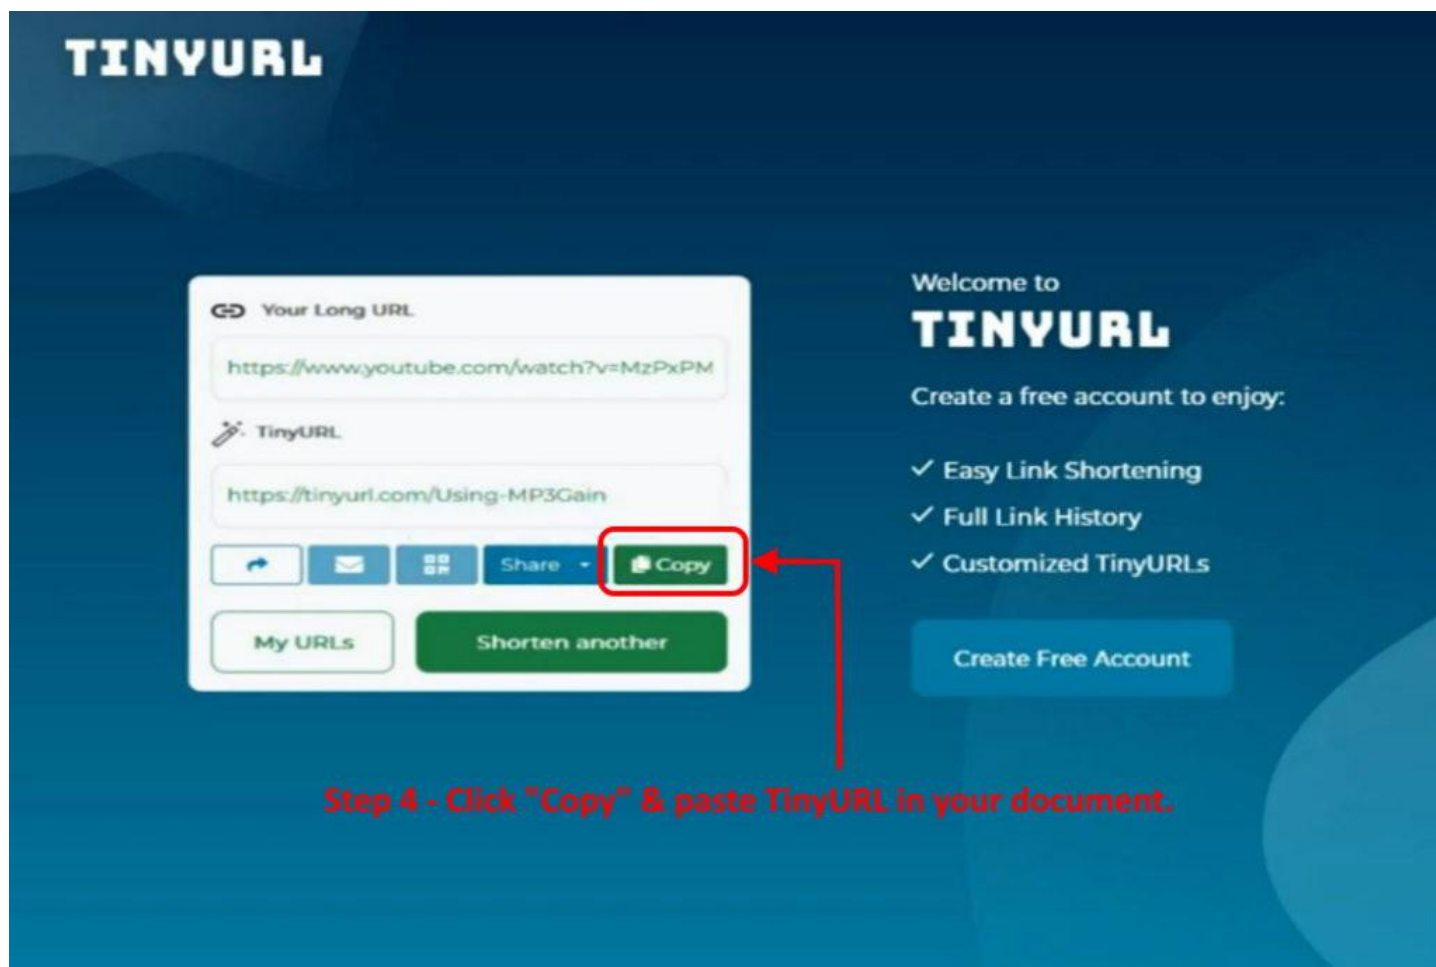 TINYURL
Your Long URL
https://www.youtube.com/watch?v=MzPxPM
TinyURL
https://tinyurl.com/Using-MP3Gain
Share
Copy
My URLs
Shorten another
Welcome to
TINYURL
Create a free account to enjoy:
Easy Link Shortening
Full Link History
Customized TinyURLs
Create Free Account
Step 4 - Click "Copy" & paste TinyURL in your document.